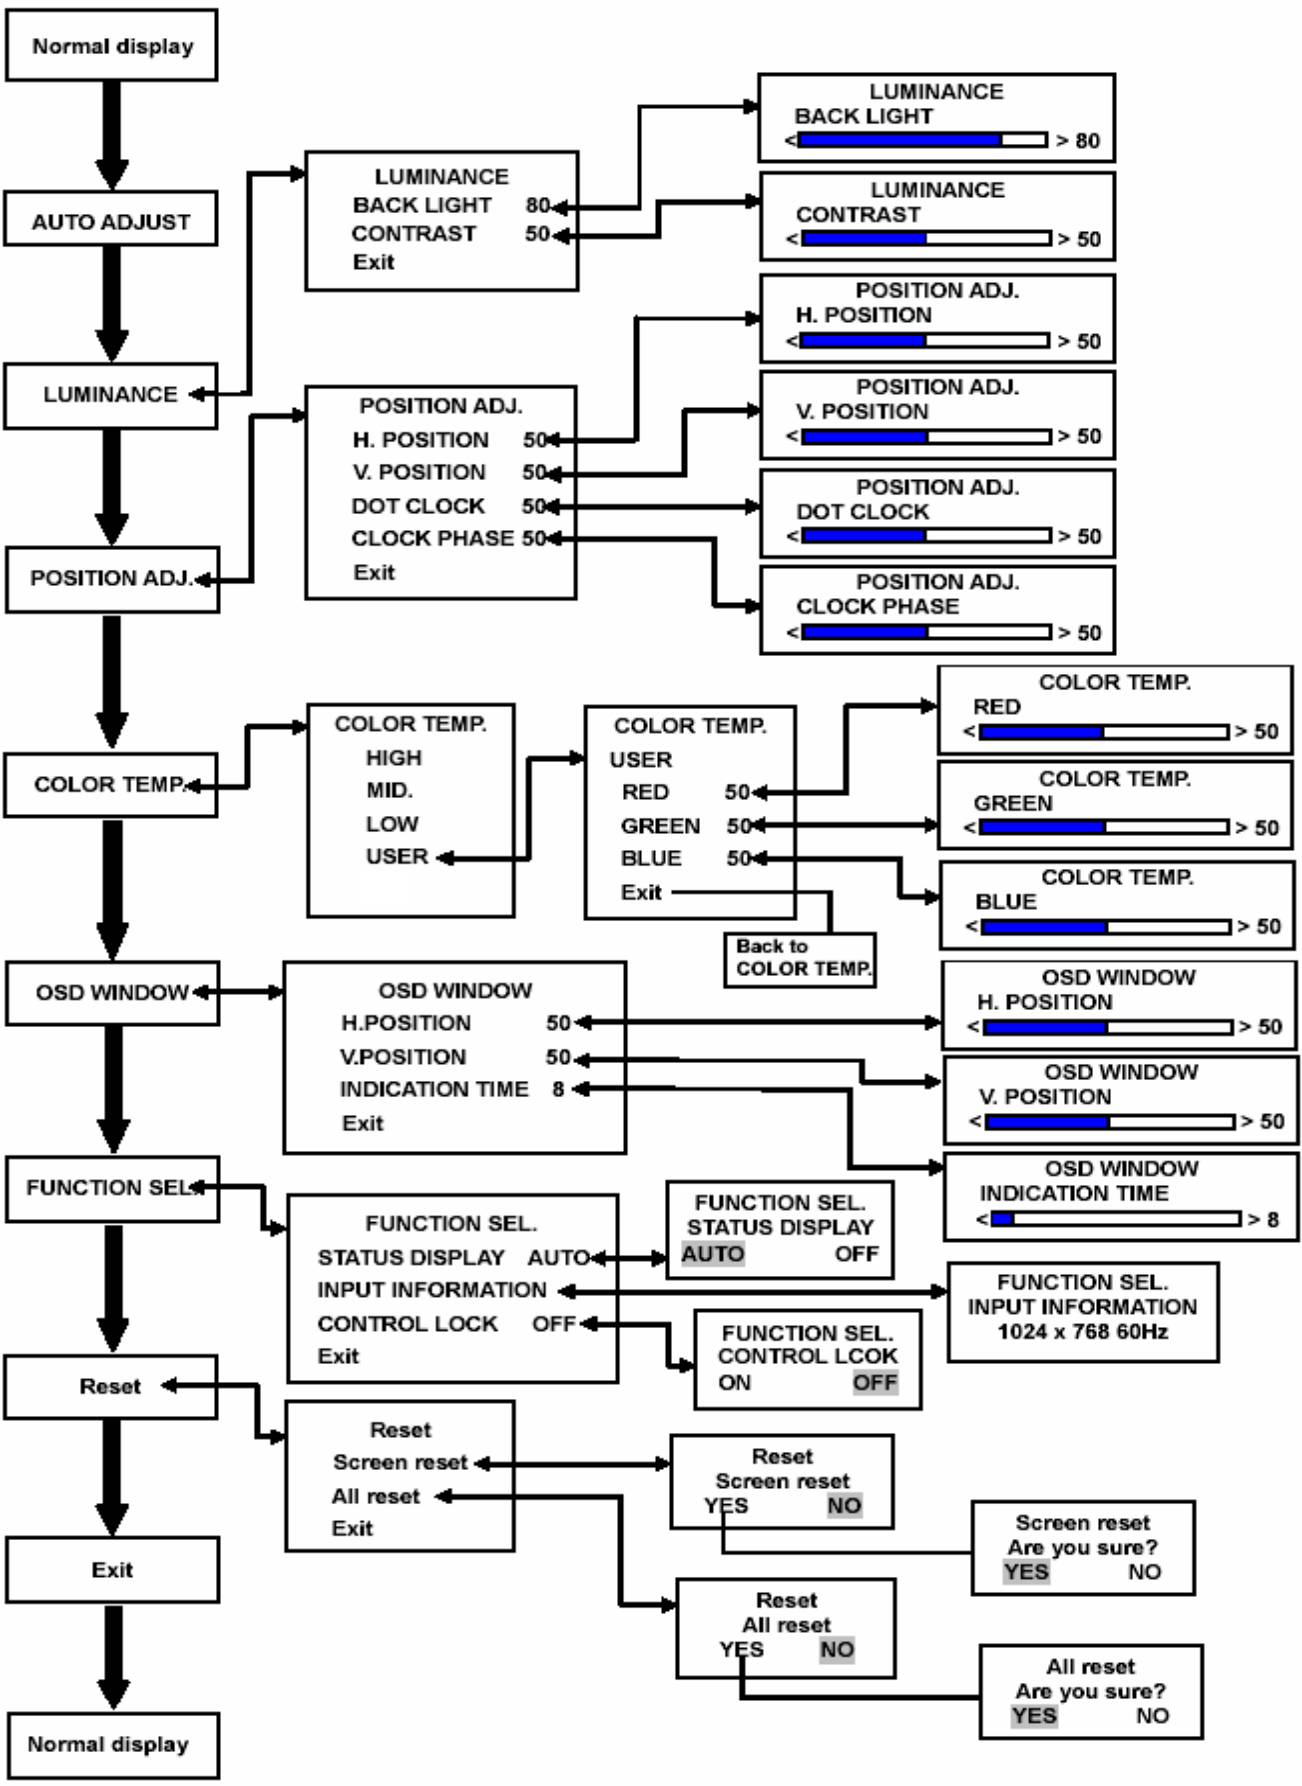 Normal display
AUTO ADJUST
LUMINANCE
POSITION ADJ.
COLOR TEMP.
OSD WINDOW
FUNCTION SEL.
Reset
Exit
Normal display
LUMINANCE
BACK LIGHT 80
CONTRAST 50
Exit
LUMINANCE
BACK LIGHT
< > 80
LUMINANCE
CONTRAST
< > 50
POSITION ADJ.
H. POSITION 50
V. POSITION 50
DOT CLOCK 50
CLOCK PHASE 50
Exit
POSITION ADJ.
H. POSITION
< > 50
POSITION ADJ.
V. POSITION
< > 50
POSITION ADJ.
DOT CLOCK
< > 50
POSITION ADJ.
CLOCK PHASE
< > 50
COLOR TEMP.
HIGH
MID.
LOW
USER
COLOR TEMP.
USER
RED 50
GREEN 50
BLUE 50
Exit
Back to
COLOR TEMP.
COLOR TEMP.
RED
< > 50
COLOR TEMP.
GREEN
< > 50
COLOR TEMP.
BLUE
< > 50
OSD WINDOW
H.POSITION 50
V.POSITION 50
INDICATION TIME 8
Exit
OSD WINDOW
H. POSITION
< > 50
OSD WINDOW
V. POSITION
< > 50
OSD WINDOW
INDICATION TIME
< > 8
FUNCTION SEL.
STATUS DISPLAY AUTO
INPUT INFORMATION
CONTROL LOCK OFF
Exit
FUNCTION SEL.
STATUS DISPLAY
AUTO OFF
FUNCTION SEL.
INPUT INFORMATION
1024 x 768 60Hz
FUNCTION SEL.
CONTROL LCOK
ON OFF
Reset
Screen reset
All reset
Exit
Reset
Screen reset
YES NO
Screen reset
Are you sure?
YES NO
Reset
All reset
YES NO
All reset
Are you sure?
YES NO